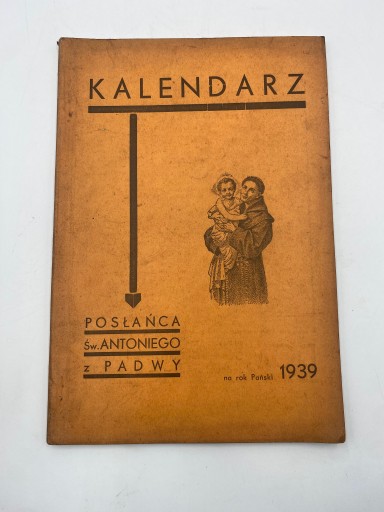 KALENDARZ
POSŁAŃCA
ŚW. ANTONIEGO
z PADWY
na rok Pański 1939